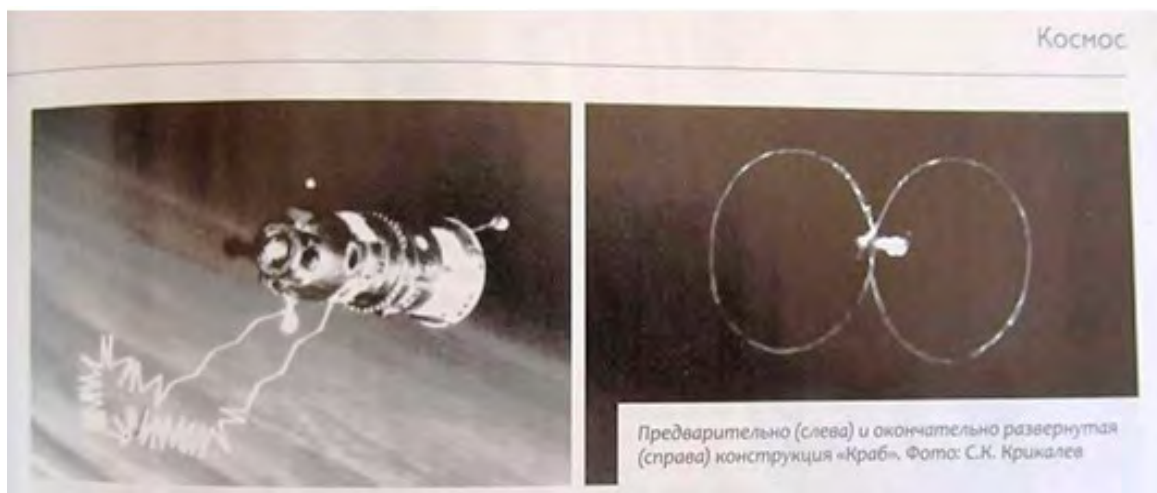 Космос
Предварительно (слева) и окончательно развернутая
(справа) конструкция «Краб». Фото: С.К. Крикалев